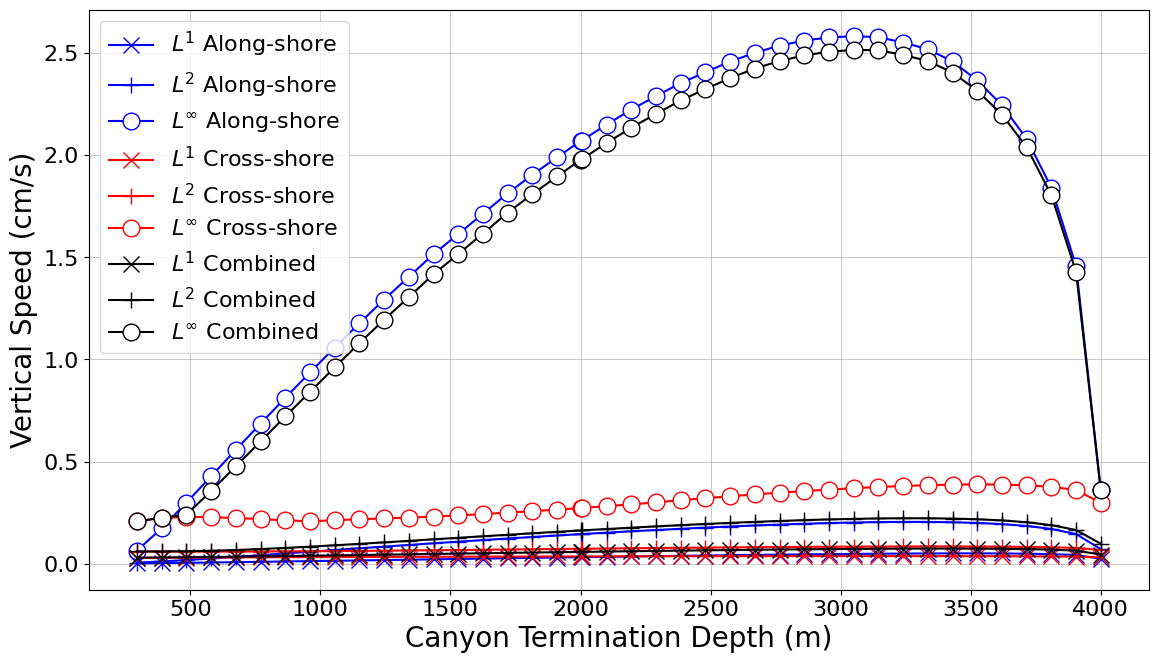 L¹ Along-shore
L² Along-shore
L∞ Along-shore
L¹ Cross-shore
L² Cross-shore
L∞ Cross-shore
L¹ Combined
L² Combined
L∞ Combined
Vertical Speed (cm/s)
2.5
2.0
1.5
1.0
0.5
0.0
500 1000 1500 2000 2500 3000 3500 4000
Canyon Termination Depth (m)